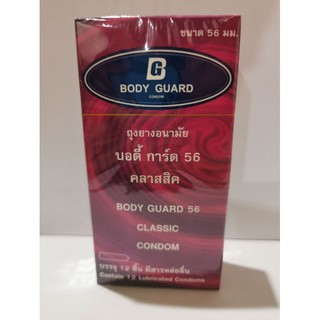 ขนาด 56 มม.
G
BODY GUARD
CONDOM
ถุงยางอนามัย
บอดี้ การ์ด 56
คลาสสิค
BODY GUARD 56
CLASSIC
CONDOM
บรรจุ 12 ชิ้น มีสารหล่อลื่น
Contain 12 Lubricated Condoms